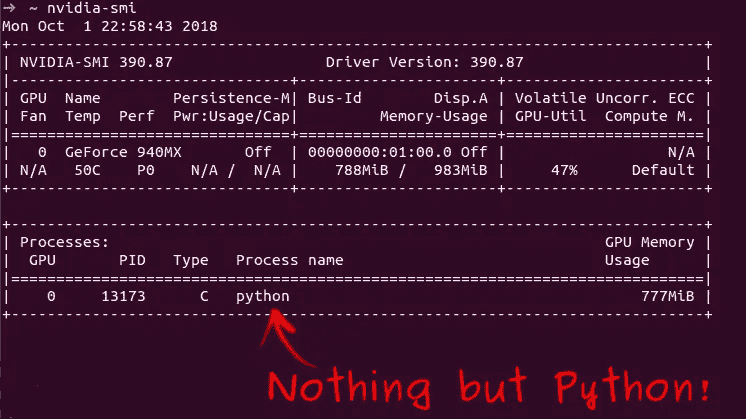 → ~ nvidia-smi
Mon Oct  1 22:58:43 2018
+-----------------------------------------------------------------------------+
| NVIDIA-SMI 390.87                 Driver Version: 390.87                    |
|-------------------------------+----------------------+----------------------+
| GPU  Name        Persistence-M| Bus-Id        Disp.A | Volatile Uncorr. ECC |
| Fan  Temp  Perf  Pwr:Usage/Cap|         Memory-Usage | GPU-Util  Compute M. |
|===============================+======================+======================|
|   0  GeForce 940MX       Off  | 00000000:01:00.0 Off |                  N/A |
| N/A   50C    P0    N/A /  N/A |    788MiB /   983MiB |     47%      Default |
+-------------------------------+----------------------+----------------------+
+-----------------------------------------------------------------------------+
| Processes:                                                       GPU Memory |
|  GPU       PID   Type   Process name                             Usage      |
|=============================================================================|
|    0     13173      C   python                                       777MiB |
+-----------------------------------------------------------------------------+
Nothing but Python!